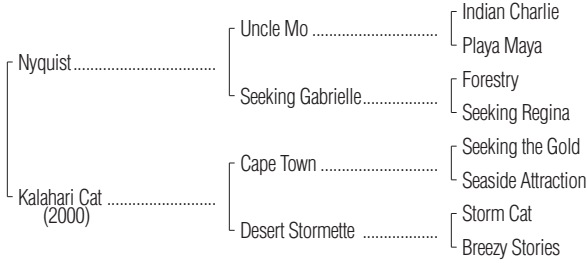 Indian Charlie
Uncle Mo ................................
Playa Maya
Nyquist ....................................
Forestry
Seeking Gabrielle...................
Seeking Regina
Seeking the Gold
Cape Town ..............................
Seaside Attraction
Kalahari Cat ...........................
(2000)
Storm Cat
Desert Stormette ...................
Breezy Stories